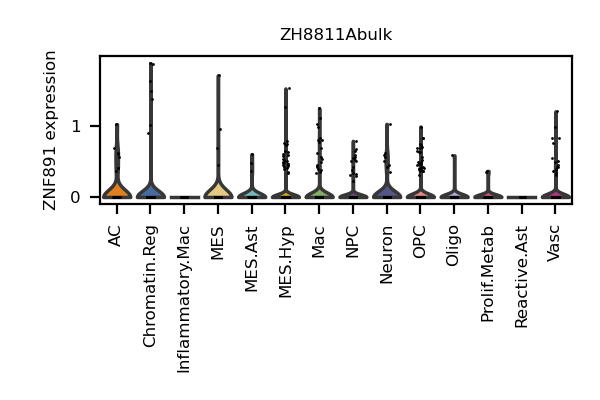 ZH8811Abulk
ZNF891 expression
1
0
AC
Chromatin.Reg
Inflammatory.Mac
MES
MES.Ast
MES.Hyp
Mac
NPC
Neuron
OPC
Oligo
Prolif.Metab
Reactive.Ast
Vasc